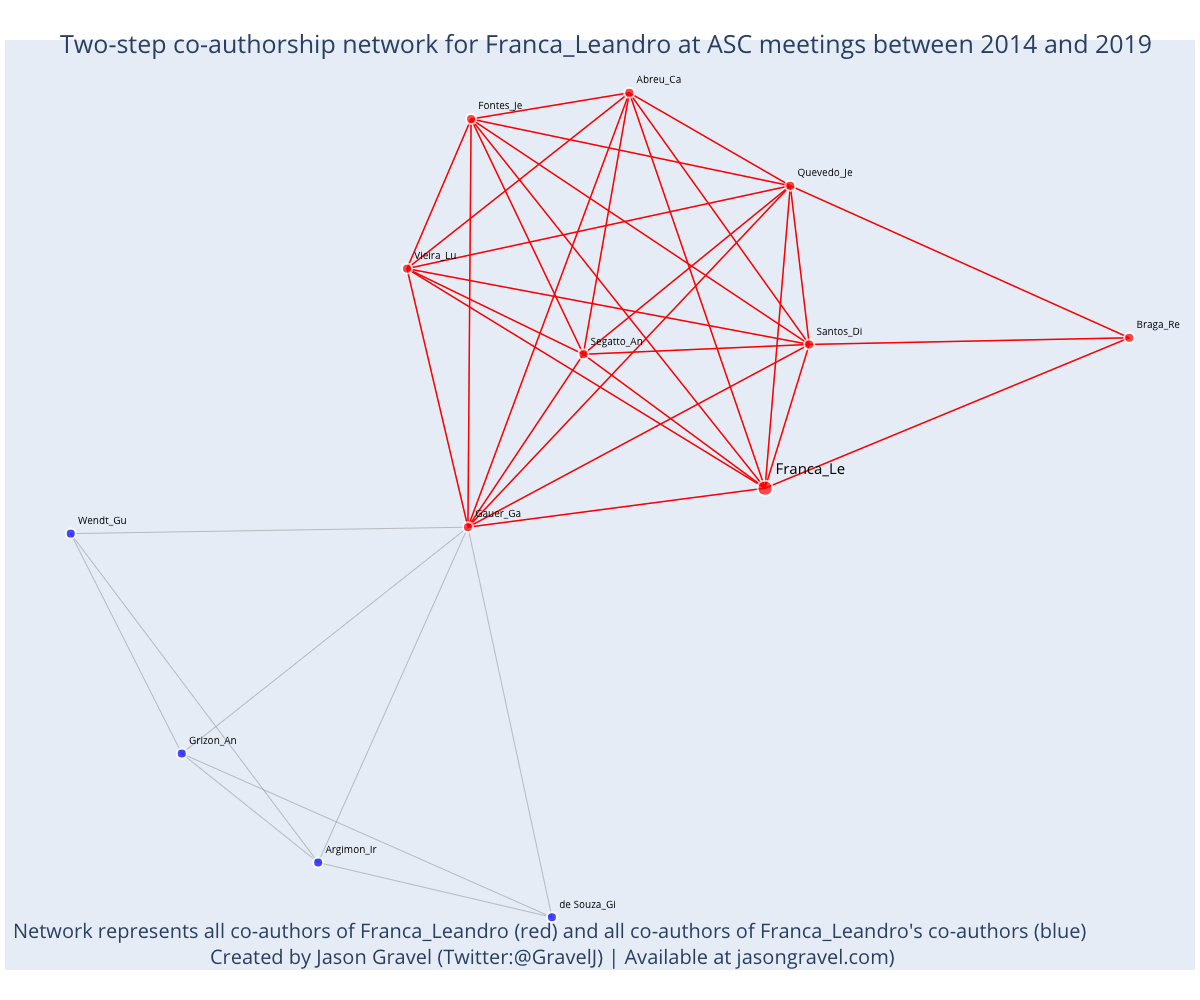 Two-step co-authorship network for Franca_Leandro at ASC meetings between 2014 and 2019
Abreu_Ca
Fontes_Je
Quevedo_Je
Vieira_Lu
Braga_Re
Santos_Di
Segatto_An
Franca_Le
Gauer_Ga
Wendt_Gu
Grizon_An
Argimon_Ir
de Souza_Gi
Network represents all co-authors of Franca_Leandro (red) and all co-authors of Franca_Leandro's co-authors (blue)
Created by Jason Gravel (Twitter:@GravelJ) | Available at jasongravel.com)